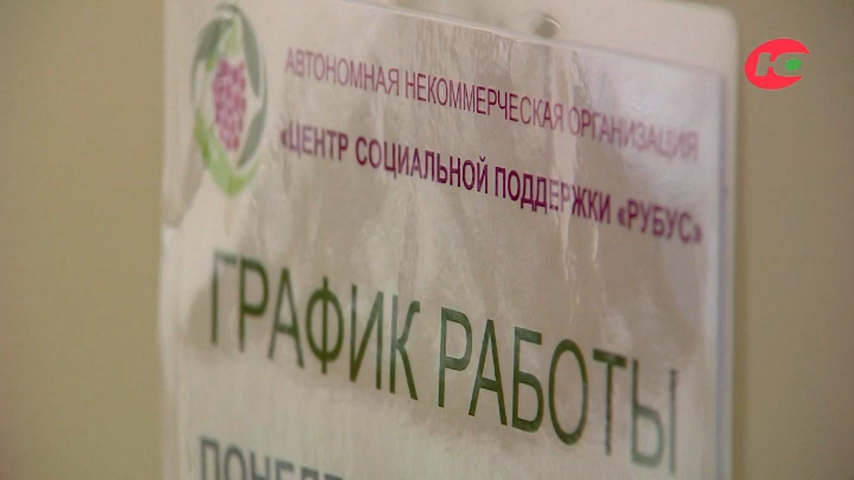 АВТОНОМНАЯ НЕКОММЕРЧЕСКАЯ ОРГАНИЗАЦИЯ
«ЦЕНТР СОЦИАЛЬНОЙ ПОДДЕРЖКИ «РУБУС»
ГРАФИК РАБОТЫ